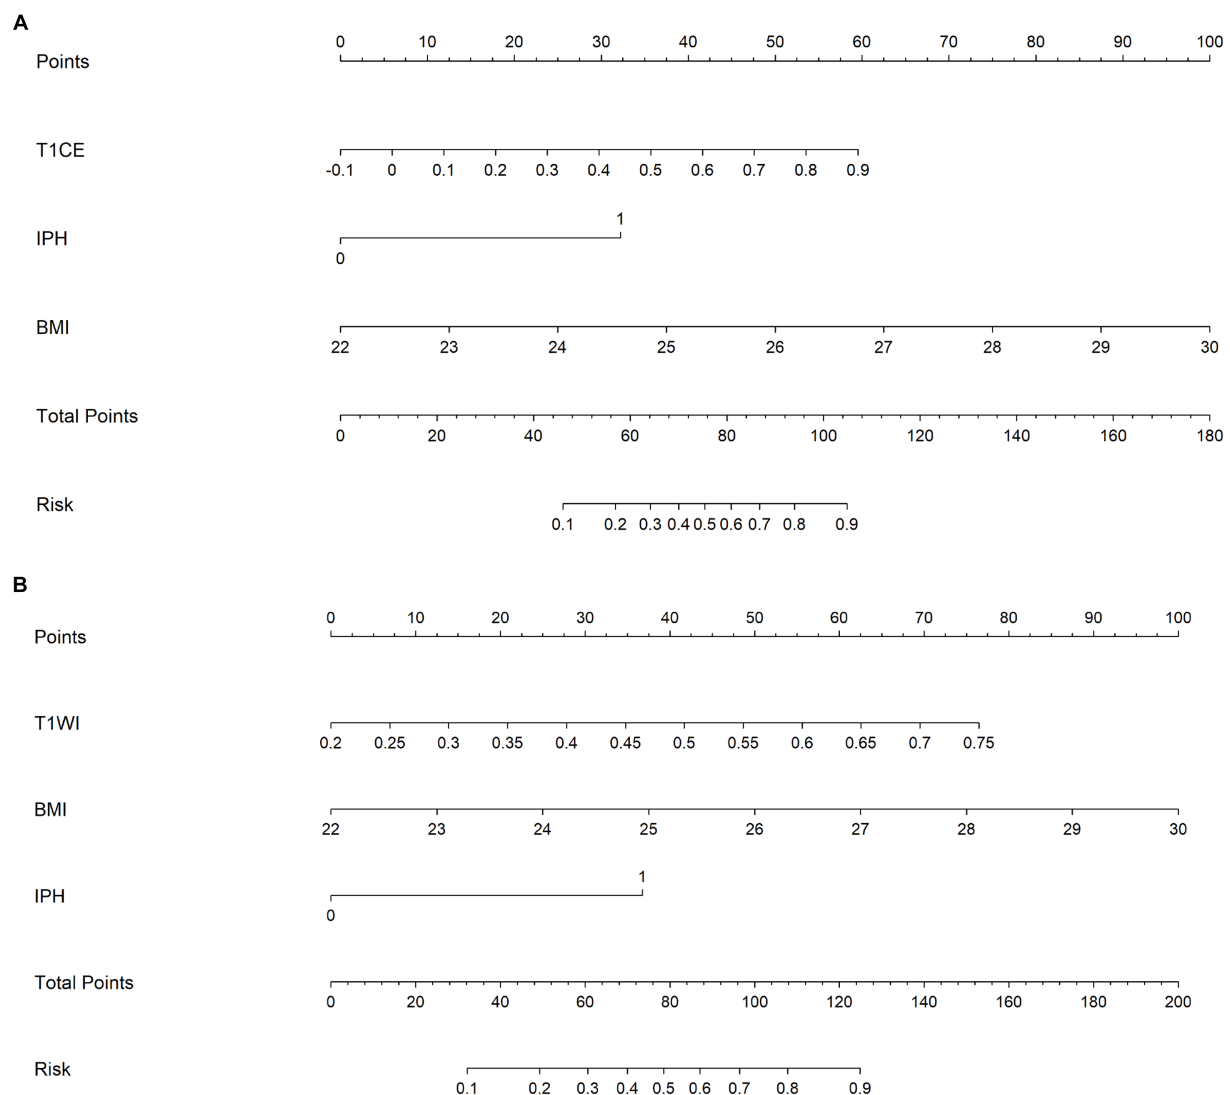 A
0 10 20 30 40 50 60 70 80 90 100
Points
T1CE
-0.1 0 0.1 0.2 0.3 0.4 0.5 0.6 0.7 0.8 0.9
1
IPH
0
BMI
22 23 24 25 26 27 28 29 30
Total Points
0 20 40 60 80 100 120 140 160 180
Risk
0.1 0.2 0.3 0.4 0.5 0.6 0.7 0.8 0.9
B
0 10 20 30 40 50 60 70 80 90 100
Points
T1WI
0.2 0.25 0.3 0.35 0.4 0.45 0.5 0.55 0.6 0.65 0.7 0.75
BMI
22 23 24 25 26 27 28 29 30
1
IPH
0
Total Points
0 20 40 60 80 100 120 140 160 180 200
Risk
0.1 0.2 0.3 0.4 0.5 0.6 0.7 0.8 0.9